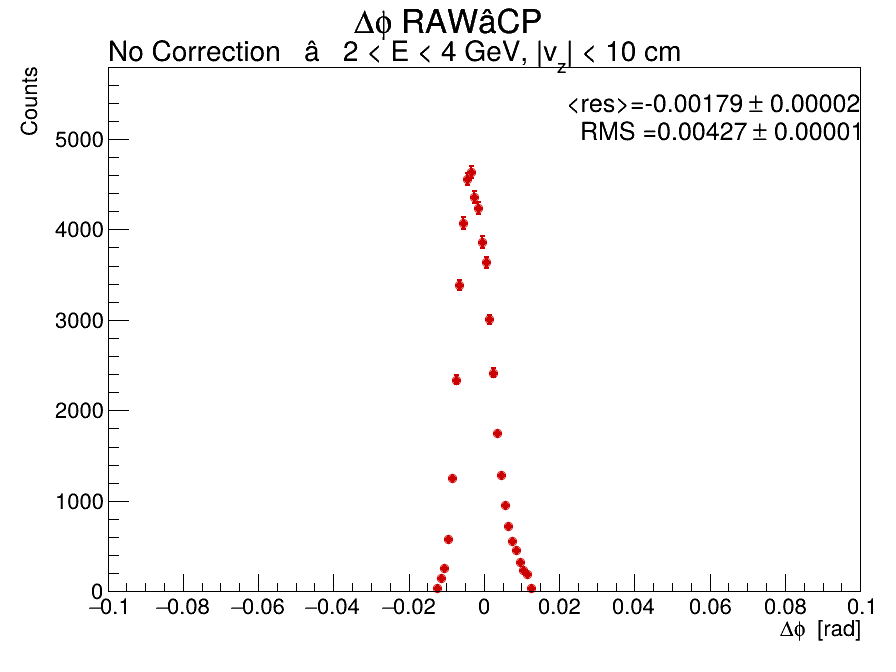 Δϕ RAWâCP
No Correction â 2 < E < 4 GeV, |vz| < 10 cm
Counts
<res>=-0.00179 ± 0.00002
RMS =0.00427 ± 0.00001
5000
4000
3000
2000
1000
0
−0.1 −0.08 −0.06 −0.04 −0.02 0 0.02 0.04 0.06 0.08 0.1
Δϕ [rad]